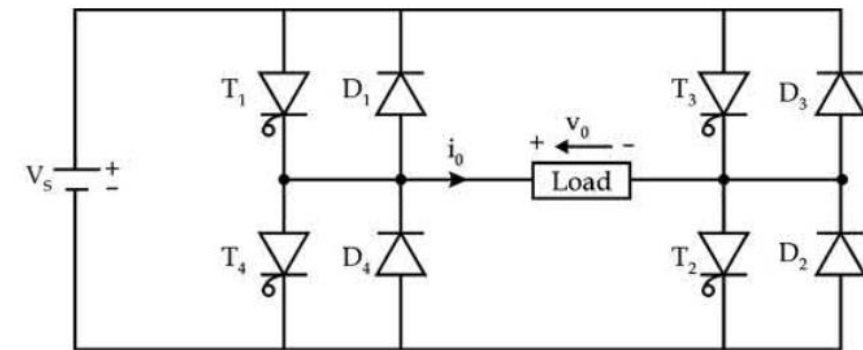 T₁ D₁ T₃ D₃
+ v₀ -
i₀
Vₛ + -
Load
T₄ D₄ T₂ D₂